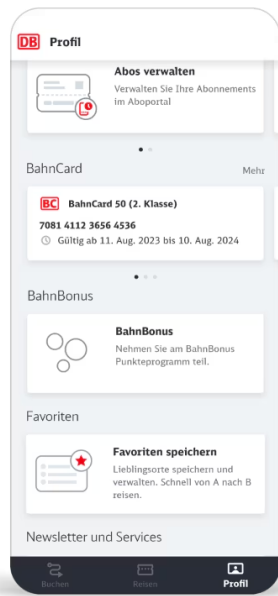 DB Profil
Abos verwalten
Verwalten Sie Ihre Abonnements
im Aboportal
BahnCard
Mehr
BC BahnCard 50 (2. Klasse)
7081 4112 3656 4536
Gültig ab 11. Aug. 2023 bis 10. Aug. 2024
BahnBonus
BahnBonus
Nehmen Sie am BahnBonus
Punkteprogramm teil.
Favoriten
Favoriten speichern
Lieblingsorte speichern und
verwalten. Schnell von A nach B
reisen.
Newsletter und Services
Buchen
Reisen
Profil